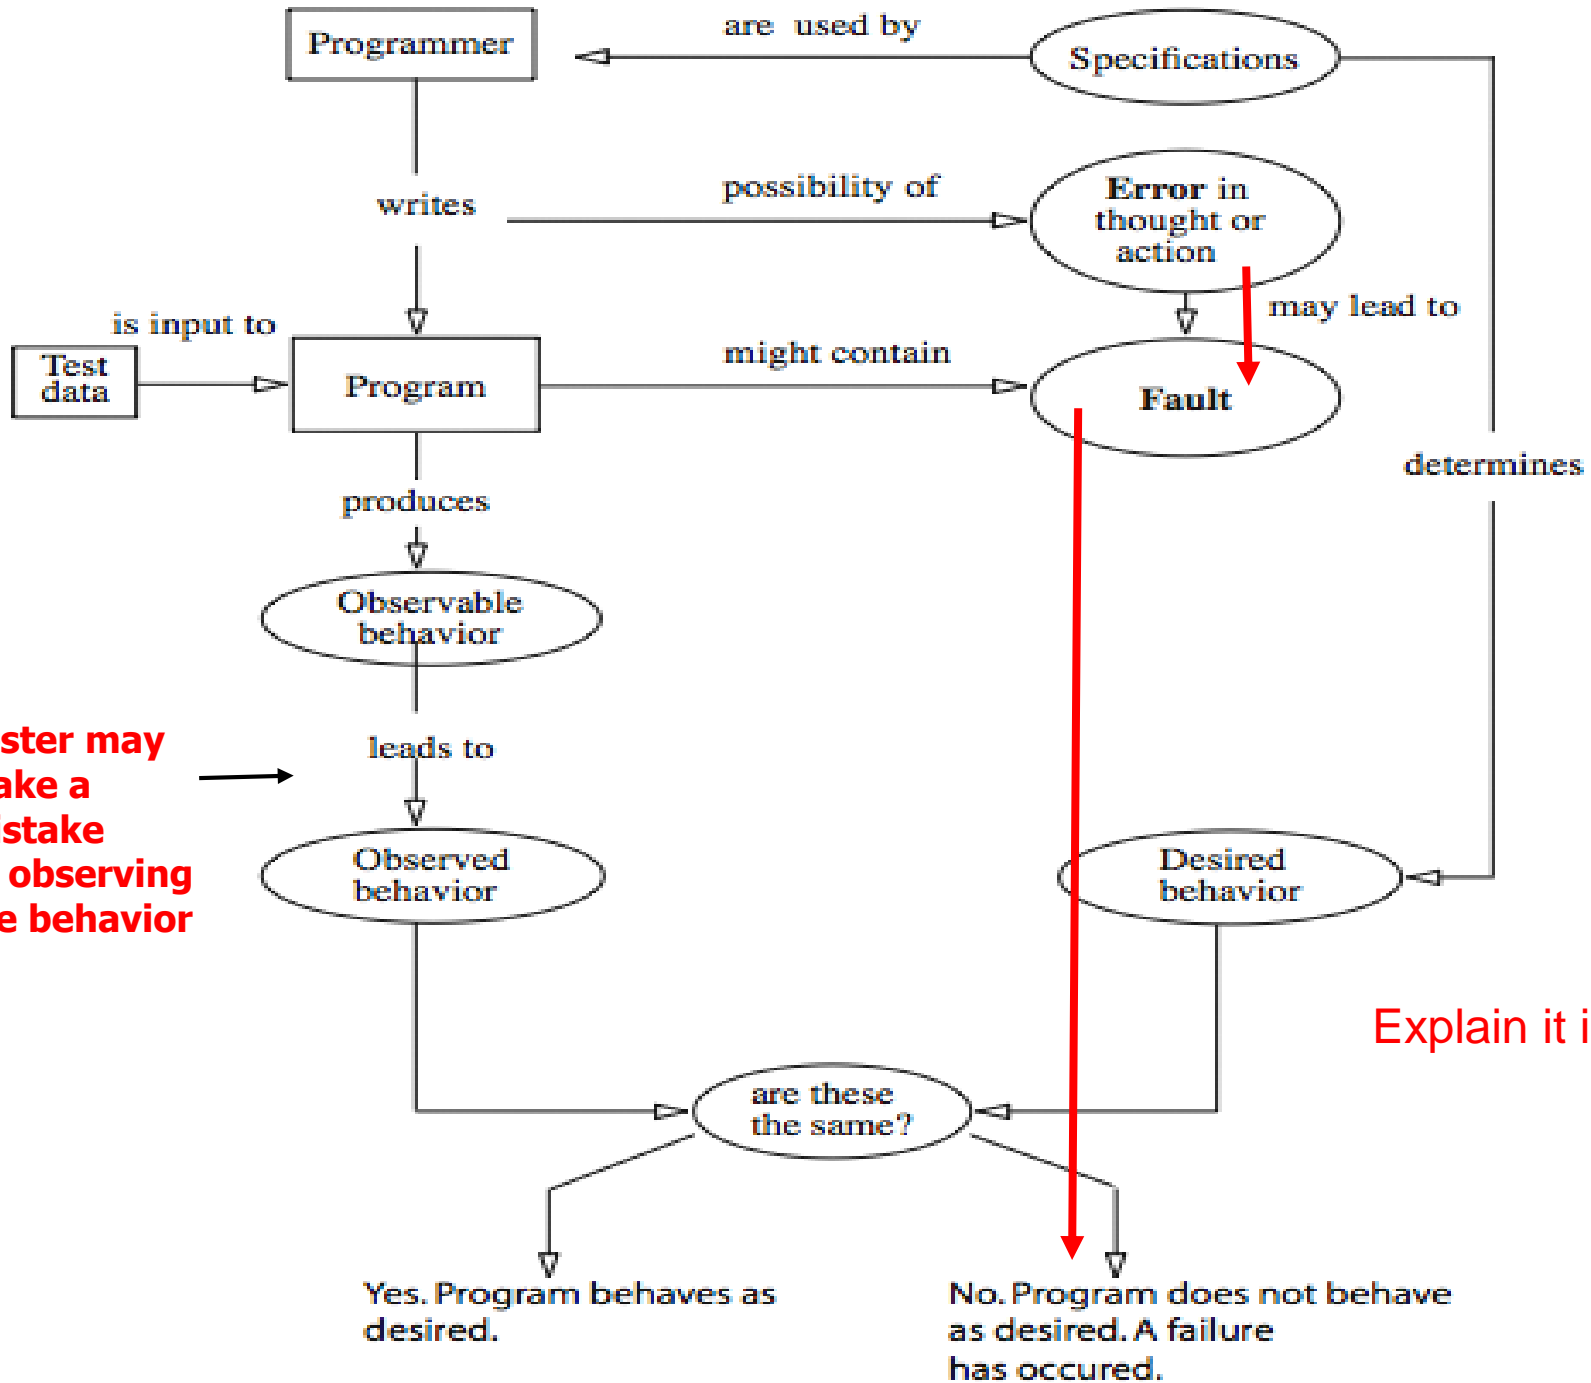 are used by
Programmer
Specifications
possibility of
Error in
thought or
action
writes
may lead to
is input to
might contain
Test
data
Program
Fault
determines
produces
Observable
behavior
leads to
ster may
ake a
istake
observing
e behavior
Observed
behavior
Desired
behavior
Explain it i
are these
the same?
Yes. Program behaves as
desired.
No. Program does not behave
as desired. A failure
has occured.